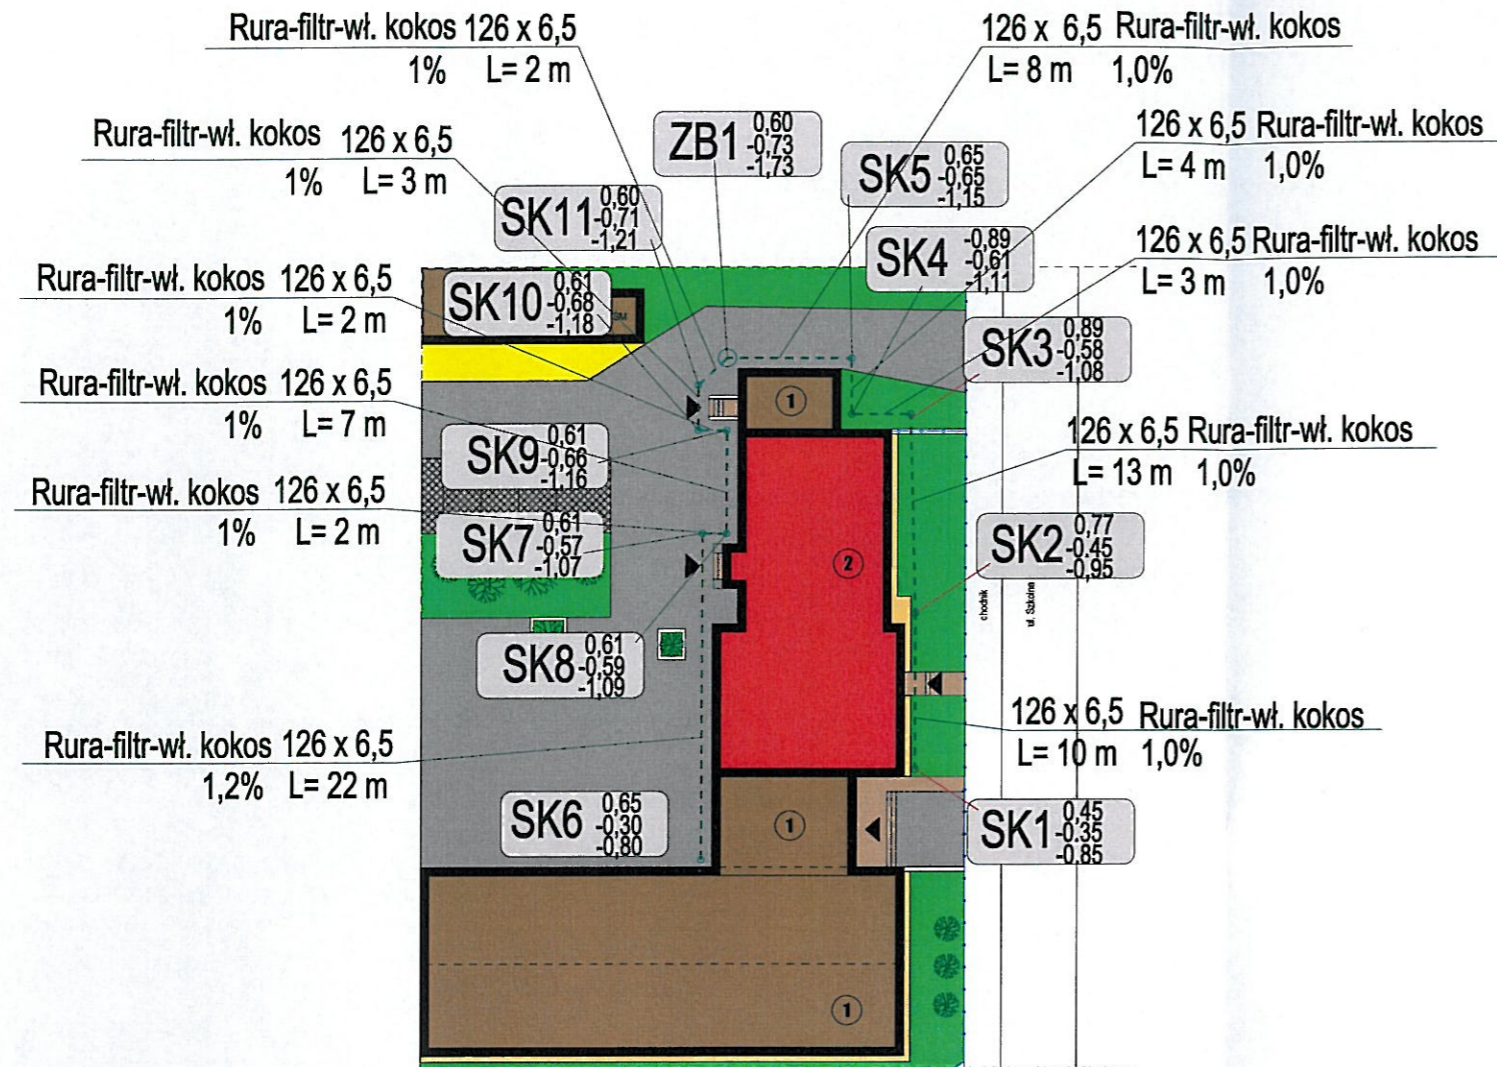 Rura-filtr-wł. kokos 126 x 6,5
1% L= 2 m
126 x 6,5 Rura-filtr-wł. kokos
L= 8 m 1,0%
Rura-filtr-wł. kokos 126 x 6,5
1% L= 3 m
ZB1 0,60
-0,73
-1,73
126 x 6,5 Rura-filtr-wł. kokos
L= 4 m 1,0%
SK5 0,65
-0,65
-1,15
SK11 0,60
-0,71
-1,21
SK4 -0,89
-0,61
-1,11
126 x 6,5 Rura-filtr-wł. kokos
L= 3 m 1,0%
Rura-filtr-wł. kokos 126 x 6,5
1% L= 2 m
SK10 0,61
-0,68
-1,18
SK3 0,89
-0,58
-1,08
Rura-filtr-wł. kokos 126 x 6,5
1% L= 7 m
1
SK9 0,61
-0,66
-1,16
126 x 6,5 Rura-filtr-wł. kokos
L= 13 m 1,0%
Rura-filtr-wł. kokos 126 x 6,5
1% L= 2 m
SK7 0,61
-0,57
-1,07
SK2 0,77
-0.45
-0,95
2
chodnik
ul. Szkolna
SK8 0,61
-0,59
-1,09
126 x 6,5 Rura-filtr-wł. kokos
L= 10 m 1,0%
Rura-filtr-wł. kokos 126 x 6,5
1,2% L= 22 m
SK6 0,65
-0,30
-0,80
1
SK1 0,45
-0.35
-0,85
1